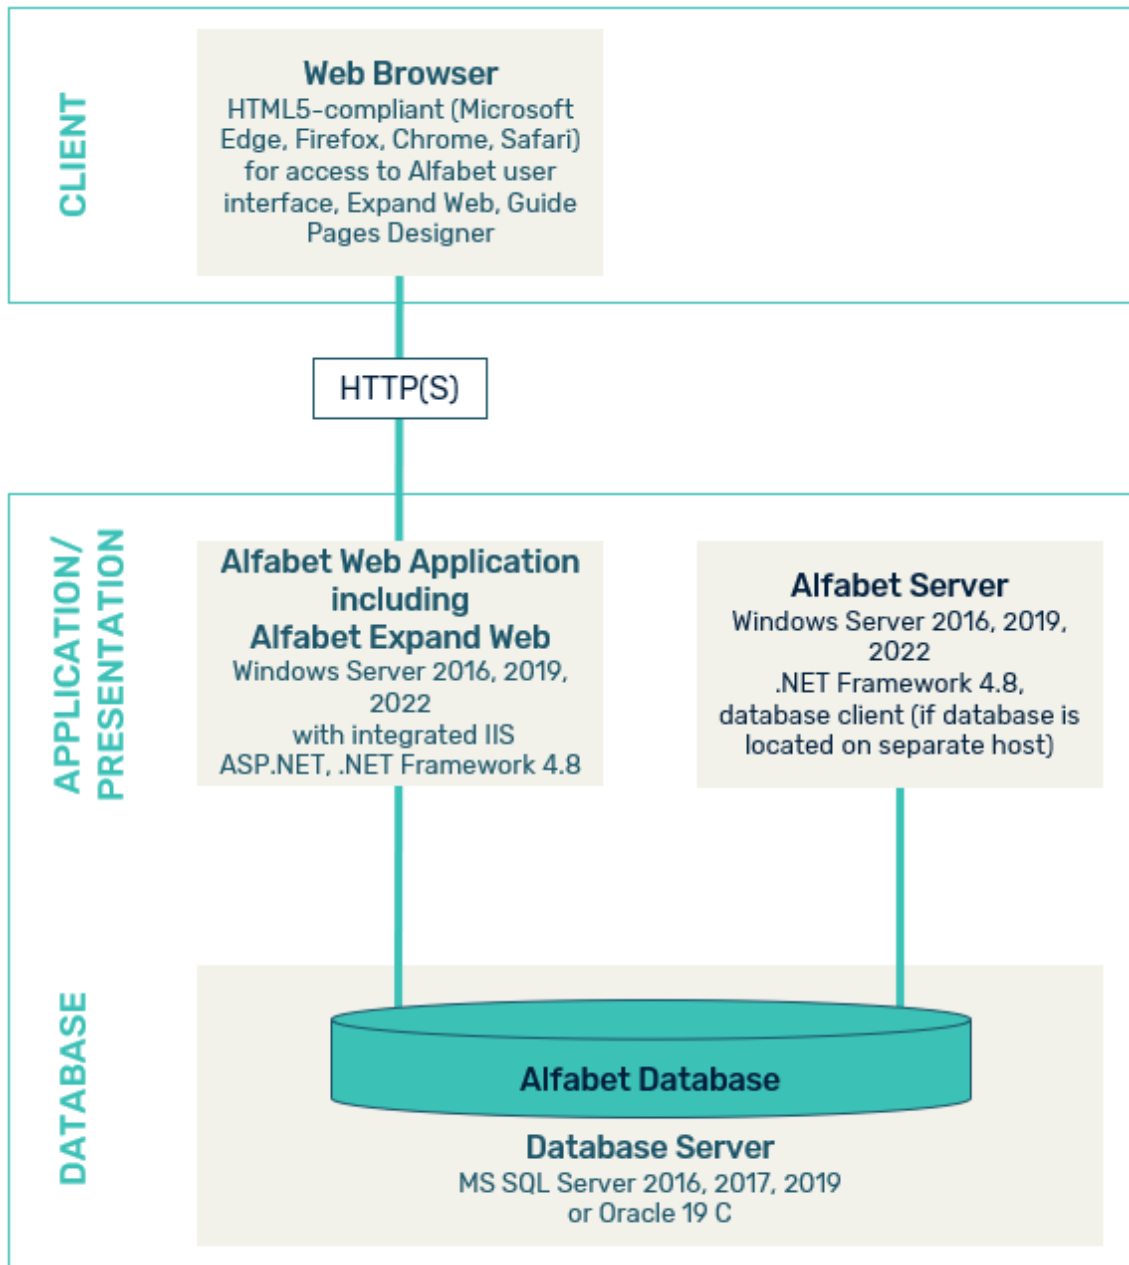 CLIENT
Web Browser
HTML5-compliant (Microsoft
Edge, Firefox, Chrome, Safari)
for access to Alfabet user
interface, Expand Web, Guide
Pages Designer
HTTP(S)
APPLICATION/
PRESENTATION
Alfabet Web Application
including
Alfabet Expand Web
Windows Server 2016, 2019,
2022
with integrated IIS
ASP.NET, .NET Framework 4.8
Alfabet Server
Windows Server 2016, 2019,
2022
.NET Framework 4.8,
database client (if database is
located on separate host)
DATABASE
Alfabet Database
Database Server
MS SQL Server 2016, 2017, 2019
or Oracle 19 C